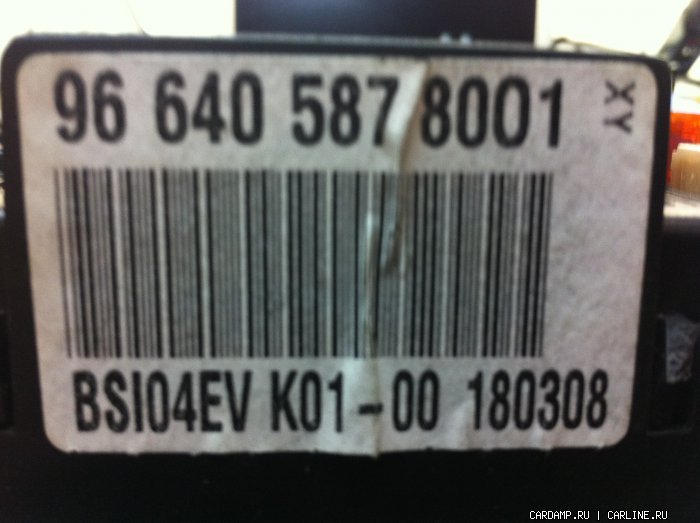 96 640 587 8001
XY
BSI04EV K01-00 180308
CARDAMP.RU | CARLINE.RU